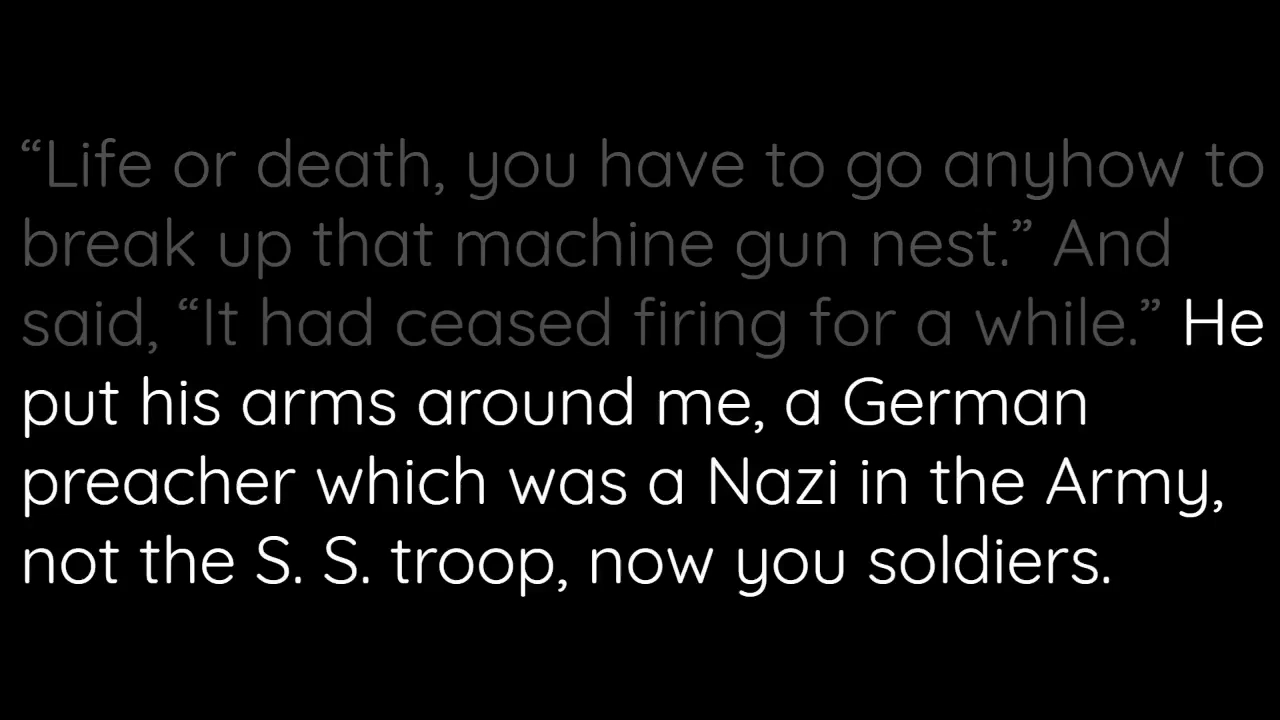 “Life or death, you have to go anyhow to
break up that machine gun nest.” And
said, “It had ceased firing for a while.” He
put his arms around me, a German
preacher which was a Nazi in the Army,
not the S. S. troop, now you soldiers.